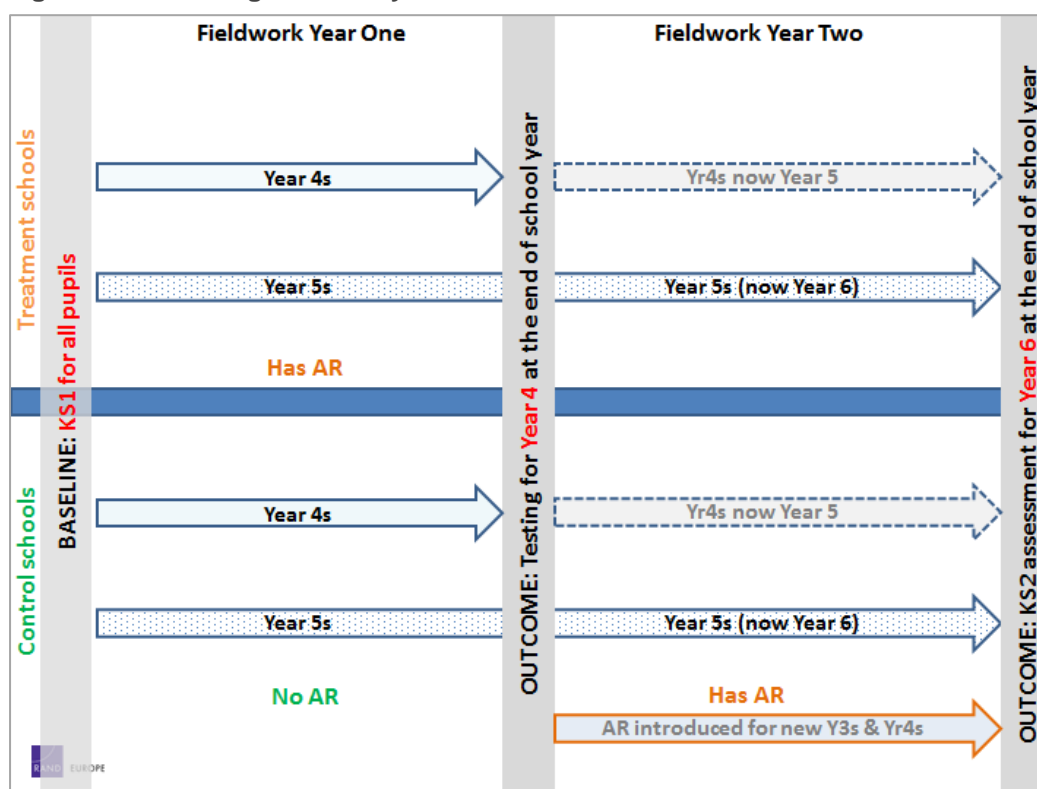 Fieldwork Year One
Fieldwork Year Two
Treatment schools
BASELINE: KS1 for all pupils
Year 4s
OUTCOME: Testing for Year 4 at the end of school year
Yr4s now Year 5
OUTCOME: KS2 assessment for Year 6 at the end of school year
Year 5s
Year 5s (now Year 6)
Has AR
Control schools
Year 4s
Yr4s now Year 5
Year 5s
Year 5s (now Year 6)
No AR
Has AR
AR introduced for new Y3s & Yr4s
RAND EUROPE